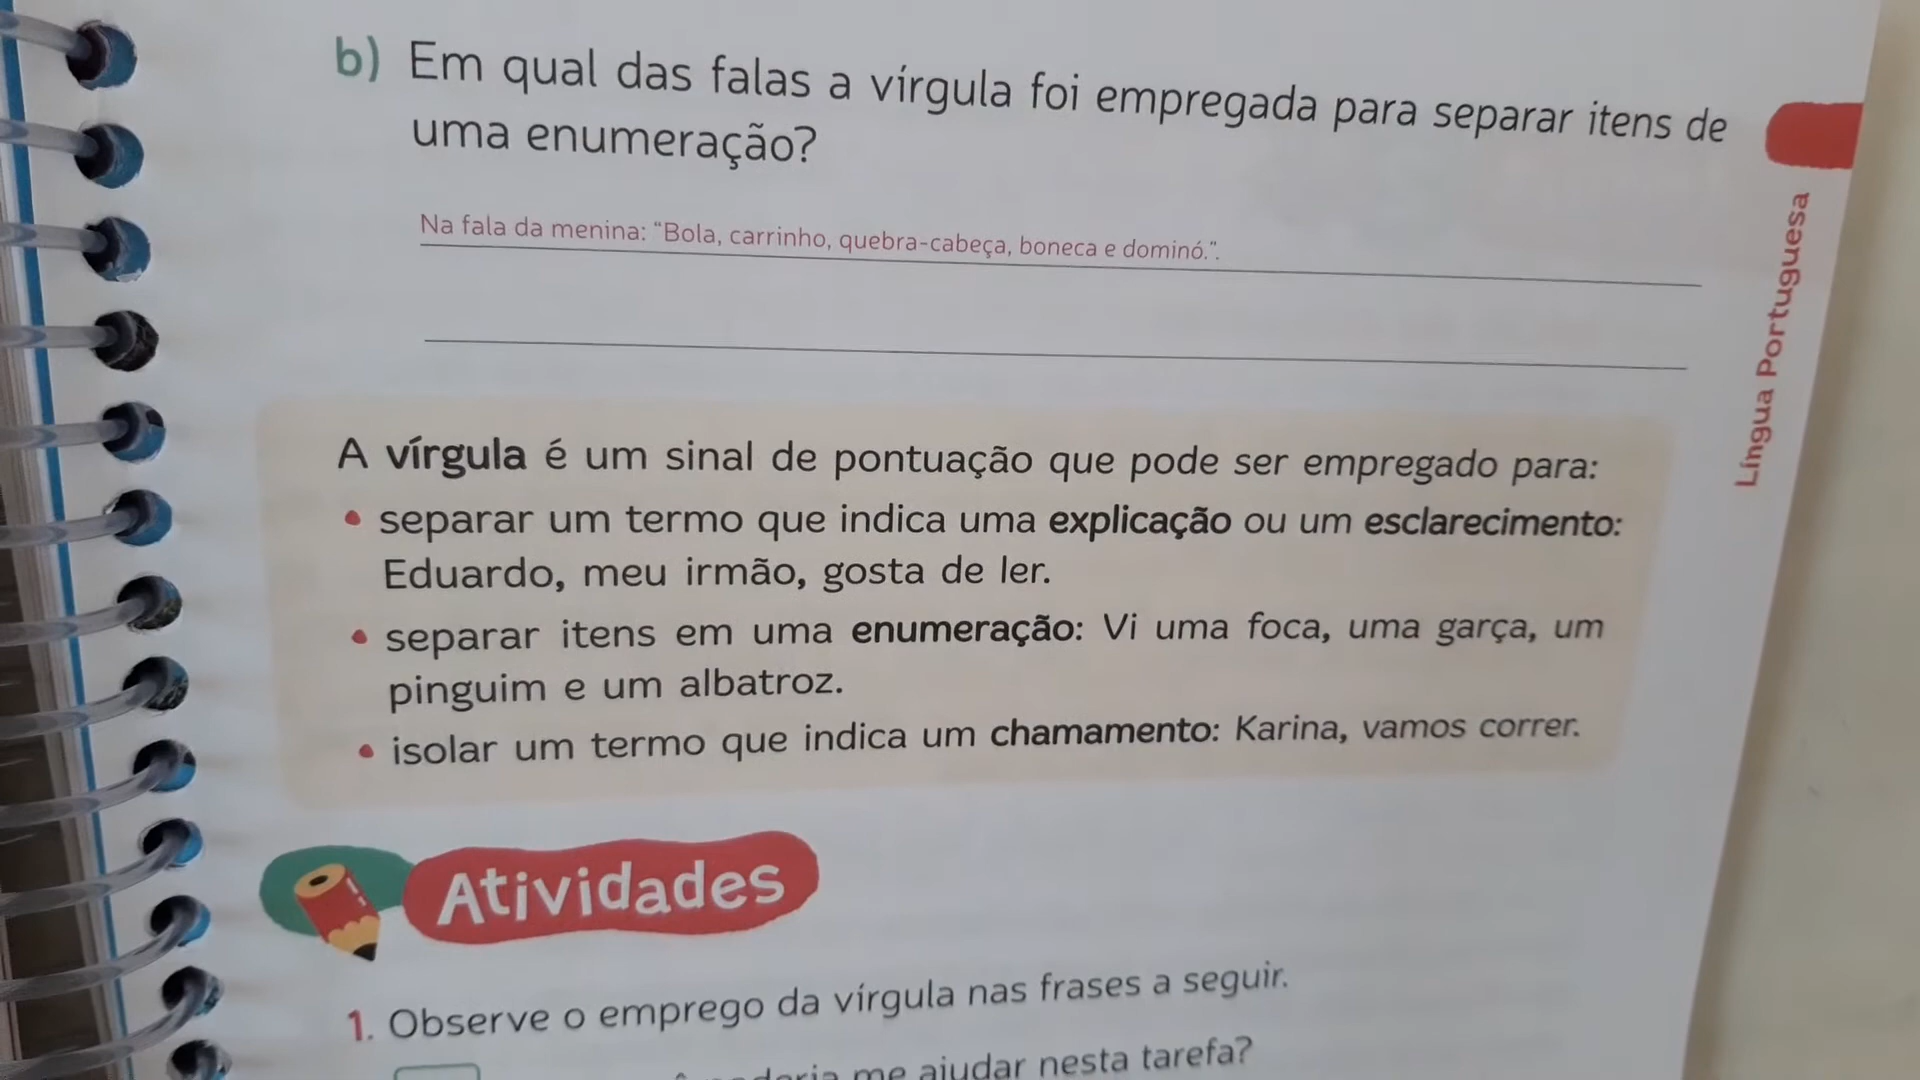 b) Em qual das falas a vírgula foi empregada para separar itens de
uma enumeração?
Na fala da menina: “Bola, carrinho, quebra-cabeça, boneca e dominó.”.
Língua Portuguesa
A vírgula é um sinal de pontuação que pode ser empregado para:
• separar um termo que indica uma explicação ou um esclarecimento:
Eduardo, meu irmão, gosta de ler.
• separar itens em uma enumeração: Vi uma foca, uma garça, um
pinguim e um albatroz.
• isolar um termo que indica um chamamento: Karina, vamos correr.
Atividades
1. Observe o emprego da vírgula nas frases a seguir.
me ajudar nesta tarefa?